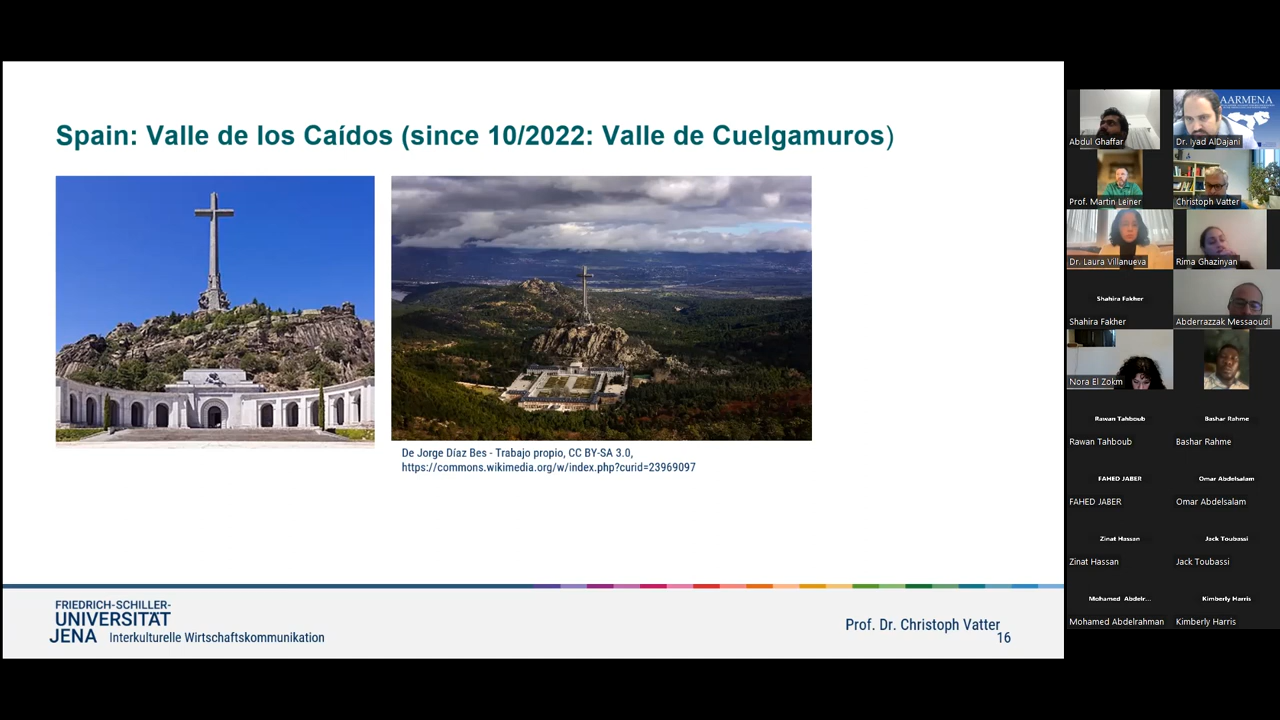 Spain: Valle de los Caídos (since 10/2022: Valle de Cuelgamuros)
De Jorge Díaz Bes - Trabajo propio, CC BY-SA 3.0,
https://commons.wikimedia.org/w/index.php?curid=23969097
FRIEDRICH-SCHILLER-
UNIVERSITÄT
JENA Interkulturelle Wirtschaftskommunikation
Prof. Dr. Christoph Vatter
16
AARMENA
Abdul Ghaffar
Dr. Iyad AlDajani
Prof. Martin Leiner
Christoph Vatter
Dr. Laura Villanueva
Rima Ghazinyan
Shahira Fakher
Shahira Fakher
Abderrazzak Messaoudi
Nora El Zokm
Rawan Tahboub
Bashar Rahme
Rawan Tahboub
Bashar Rahme
FAHED JABER
Omar Abdelsalam
FAHED JABER
Omar Abdelsalam
Zinat Hassan
Jack Toubassi
Zinat Hassan
Jack Toubassi
Mohamed Abdelr...
Kimberly Harris
Mohamed Abdelrahman
Kimberly Harris